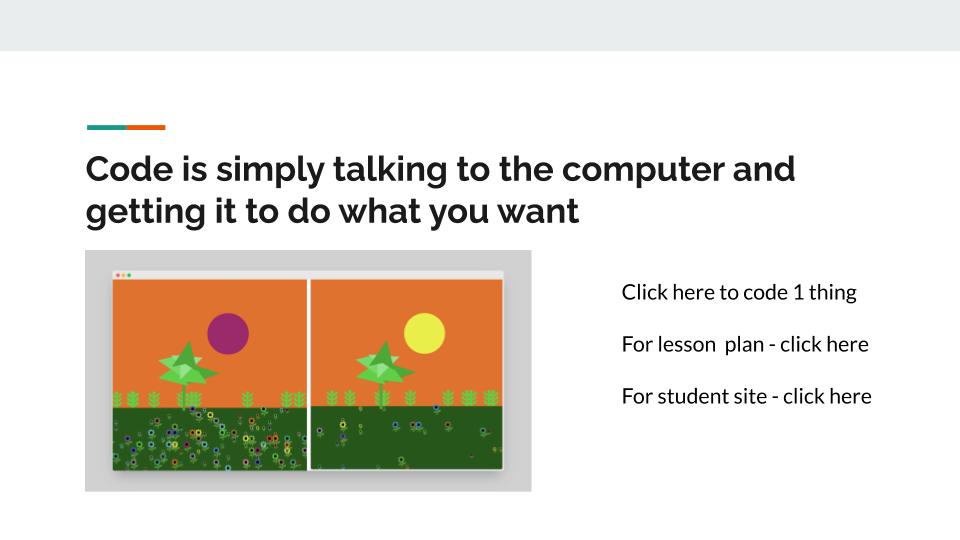 Code is simply talking to the computer and
getting it to do what you want
Click here to code 1 thing
For lesson  plan - click here
For student site - click here